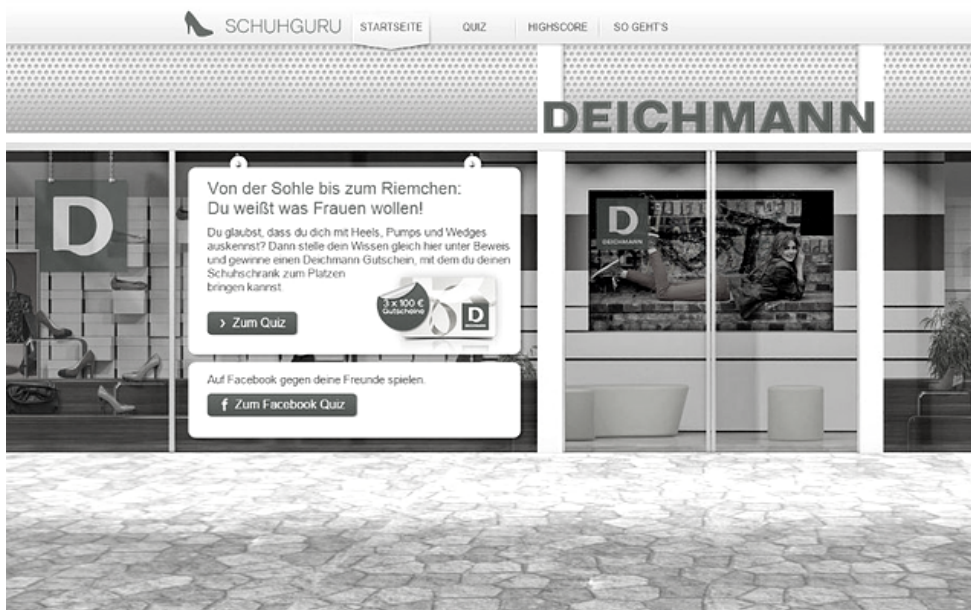 SCHUHGURU STARTSEITE QUIZ HIGHSCORE SO GEHT'S
DEICHMANN
D
Von der Sohle bis zum Riemchen:
Du weißt was Frauen wollen!
Du glaubst, dass du dich mit Heels, Pumps und Wedges
auskennst? Dann stelle dein Wissen gleich hier unter Beweis
und gewinne einen Deichmann Gutschein, mit dem du deinen
Schuhschrank zum Platzen
bringen kannst.
3 x 100 €
Gutscheine
D
DEICHMANN
› Zum Quiz
Auf Facebook gegen deine Freunde spielen.
f Zum Facebook Quiz
D
DEICHMANN